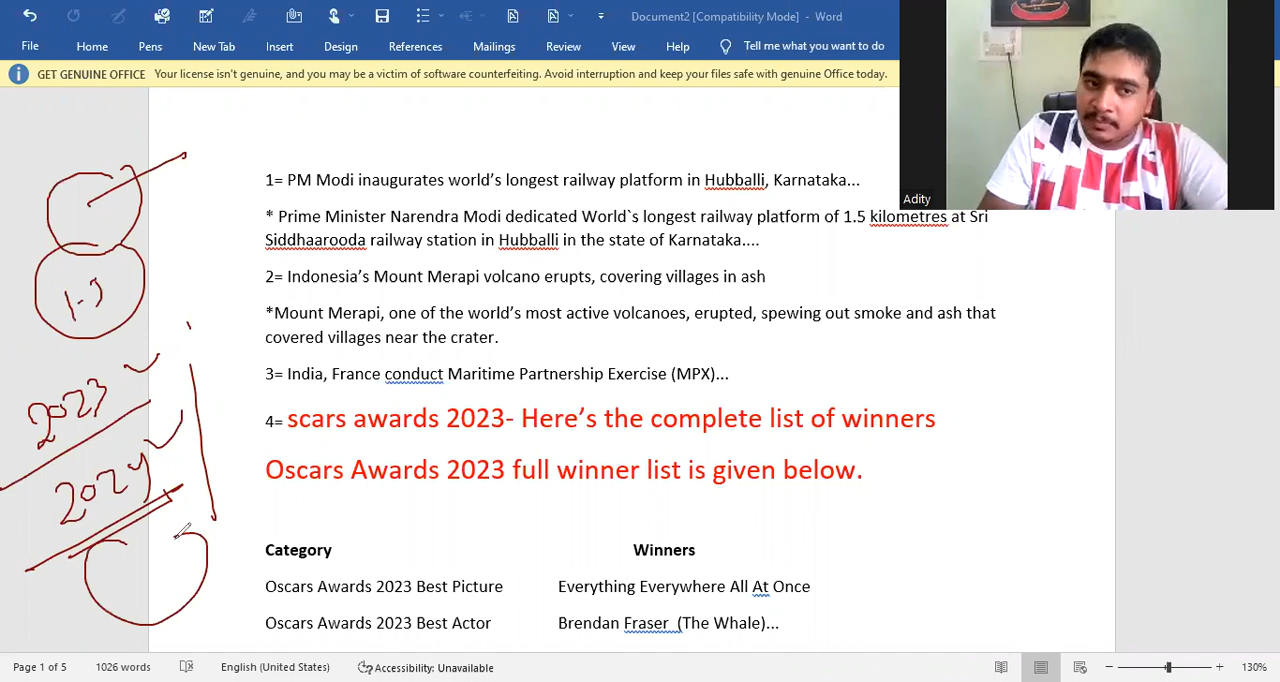 Document2 [Compatibility Mode] - Word
File Home Pens New Tab Insert Design References Mailings Review View Help Tell me what you want to do
GET GENUINE OFFICE Your license isn't genuine, and you may be a victim of software counterfeiting. Avoid interruption and keep your files safe with genuine Office today.
Adity
1= PM Modi inaugurates world's longest railway platform in Hubballi, Karnataka...
* Prime Minister Narendra Modi dedicated World`s longest railway platform of 1.5 kilometres at Sri
Siddhaarooda railway station in Hubballi in the state of Karnataka....
2= Indonesia's Mount Merapi volcano erupts, covering villages in ash
*Mount Merapi, one of the world's most active volcanoes, erupted, spewing out smoke and ash that
covered villages near the crater.
3= India, France conduct Maritime Partnership Exercise (MPX)...
4= scars awards 2023- Here's the complete list of winners
Oscars Awards 2023 full winner list is given below.
Category Winners
Oscars Awards 2023 Best Picture Everything Everywhere All At Once
Oscars Awards 2023 Best Actor Brendan Fraser (The Whale)...
2023
Page 1 of 5 1026 words English (United States) Accessibility: Unavailable 130%